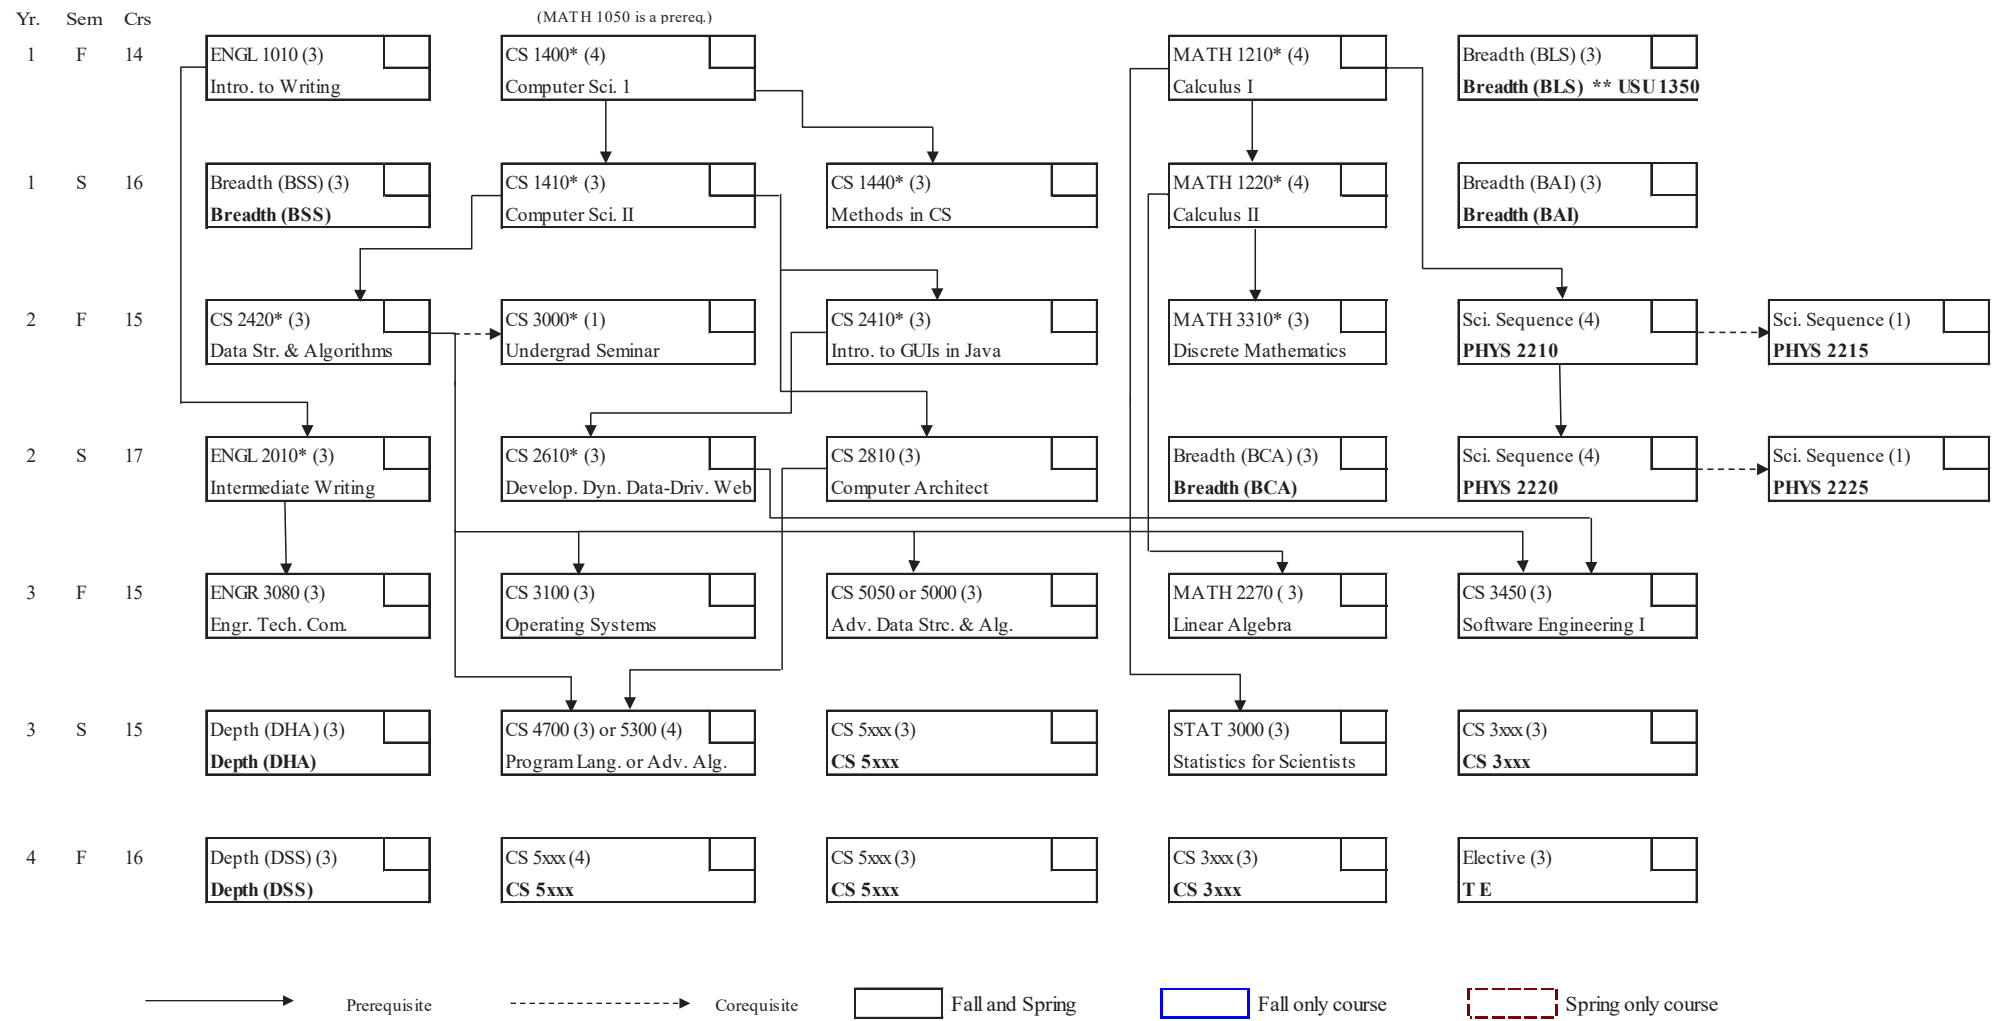 Yr. Sem Crs
(MATH 1050 is a prereq.)
1 F 14
ENGL 1010 (3)
Intro. to Writing
CS 1400* (4)
Computer Sci. 1
MATH 1210* (4)
Calculus I
Breadth (BLS) (3)
Breadth (BLS) ** USU 1350
1 S 16
Breadth (BSS) (3)
Breadth (BSS)
CS 1410* (3)
Computer Sci. II
CS 1440* (3)
Methods in CS
MATH 1220* (4)
Calculus II
Breadth (BAI) (3)
Breadth (BAI)
2 F 15
CS 2420* (3)
Data Str. & Algorithms
CS 3000* (1)
Undergrad Seminar
CS 2410* (3)
Intro. to GUIs in Java
MATH 3310* (3)
Discrete Mathematics
Sci. Sequence (4)
PHYS 2210
Sci. Sequence (1)
PHYS 2215
2 S 17
ENGL 2010* (3)
Intermediate Writing
CS 2610* (3)
Develop. Dyn. Data-Driv. Web
CS 2810 (3)
Computer Architect
Breadth (BCA) (3)
Breadth (BCA)
Sci. Sequence (4)
PHYS 2220
Sci. Sequence (1)
PHYS 2225
3 F 15
ENGR 3080 (3)
Engr. Tech. Com.
CS 3100 (3)
Operating Systems
CS 5050 or 5000 (3)
Adv. Data Strc. & Alg.
MATH 2270 ( 3)
Linear Algebra
CS 3450 (3)
Software Engineering I
3 S 15
Depth (DHA) (3)
Depth (DHA)
CS 4700 (3) or 5300 (4)
Program Lang. or Adv. Alg.
CS 5xxx (3)
CS 5xxx
STAT 3000 (3)
Statistics for Scientists
CS 3xxx (3)
CS 3xxx
4 F 16
Depth (DSS) (3)
Depth (DSS)
CS 5xxx (4)
CS 5xxx
CS 5xxx (3)
CS 5xxx
CS 3xxx (3)
CS 3xxx
Elective (3)
T E
Prerequisite
Corequisite
Fall and Spring
Fall only course
Spring only course